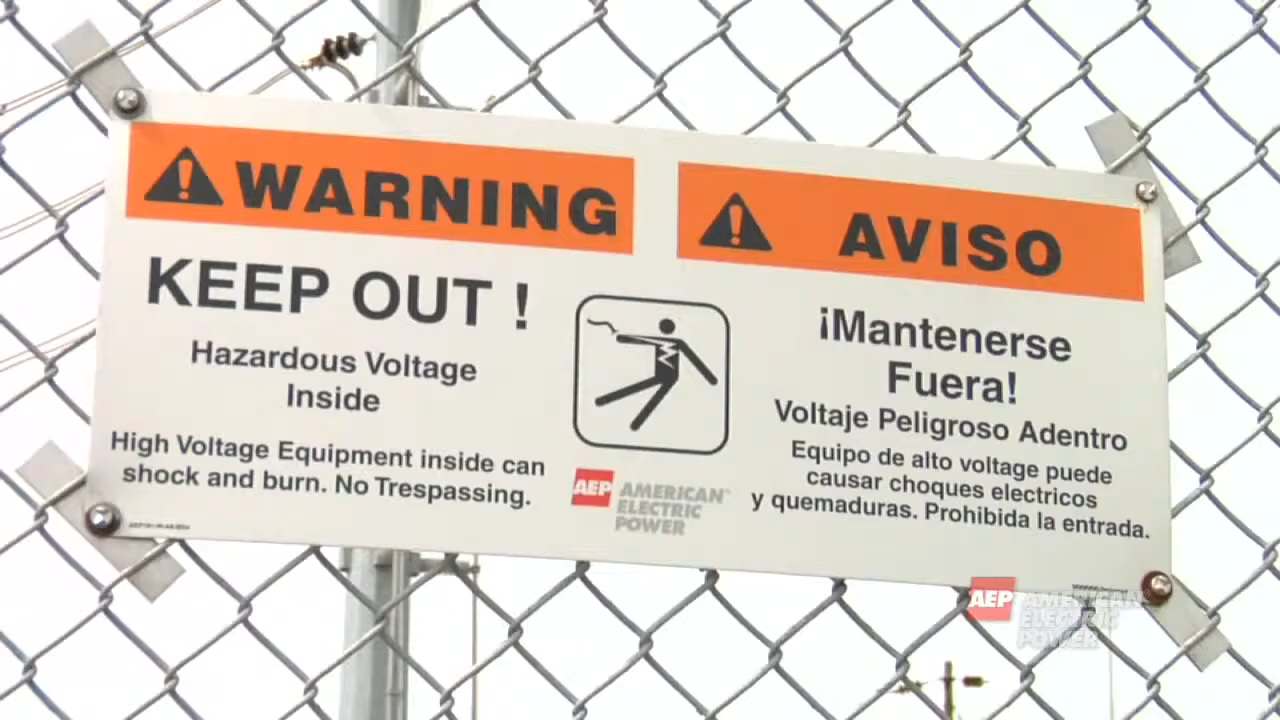 WARNING
KEEP OUT !
Hazardous Voltage
Inside
High Voltage Equipment inside can
shock and burn. No Trespassing.
AEP AMERICAN
ELECTRIC
POWER
AVISO
¡Mantenerse
Fuera!
Voltaje Peligroso Adentro
Equipo de alto voltage puede
causar choques electricos
y quemaduras. Prohibida la entrada.
AEP AMERICAN
ELECTRIC
POWER